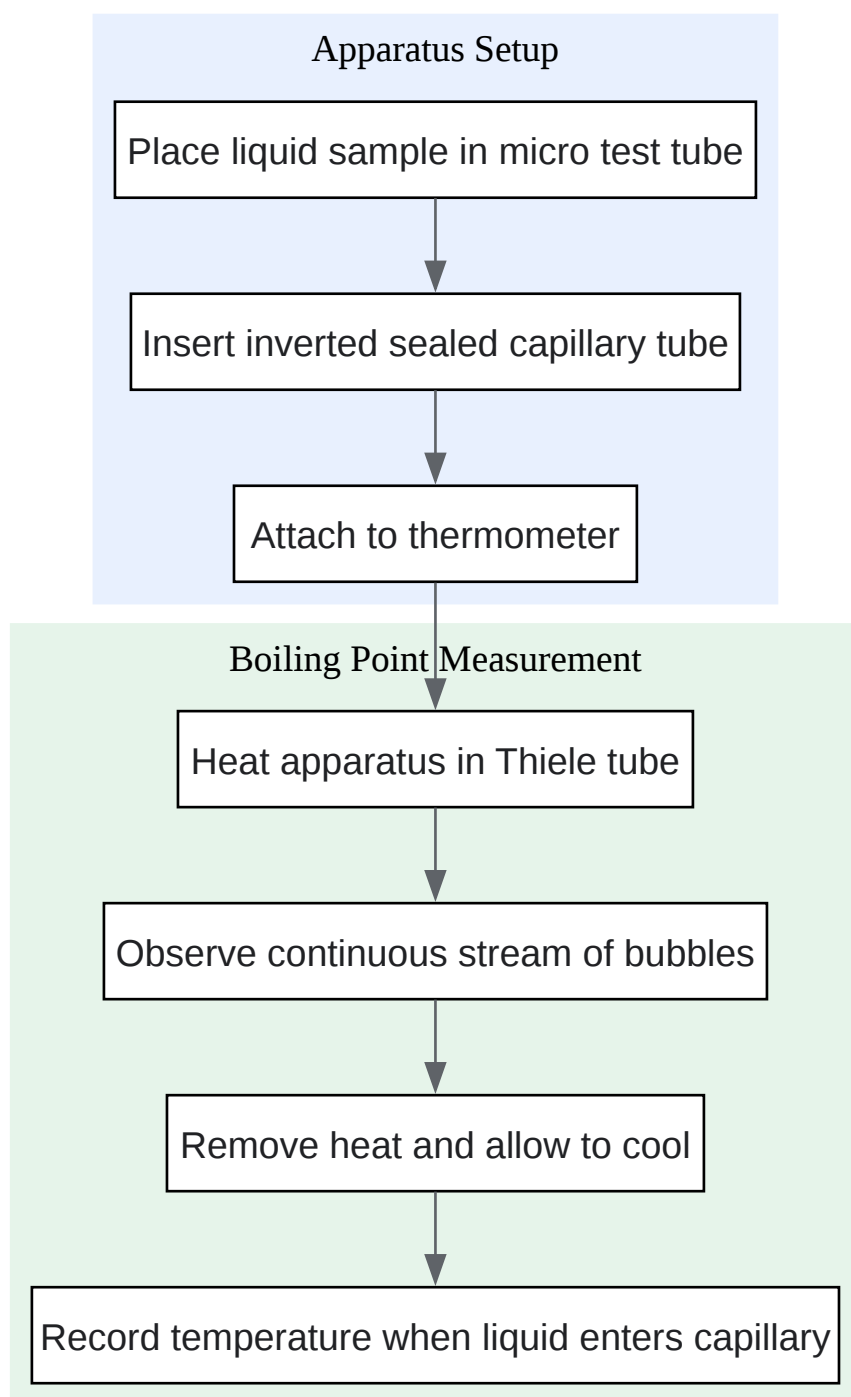 Apparatus Setup
Place liquid sample in micro test tube
Insert inverted sealed capillary tube
Attach to thermometer
Boiling Point Measurement
Heat apparatus in Thiele tube
Observe continuous stream of bubbles
Remove heat and allow to cool
Record temperature when liquid enters capillary